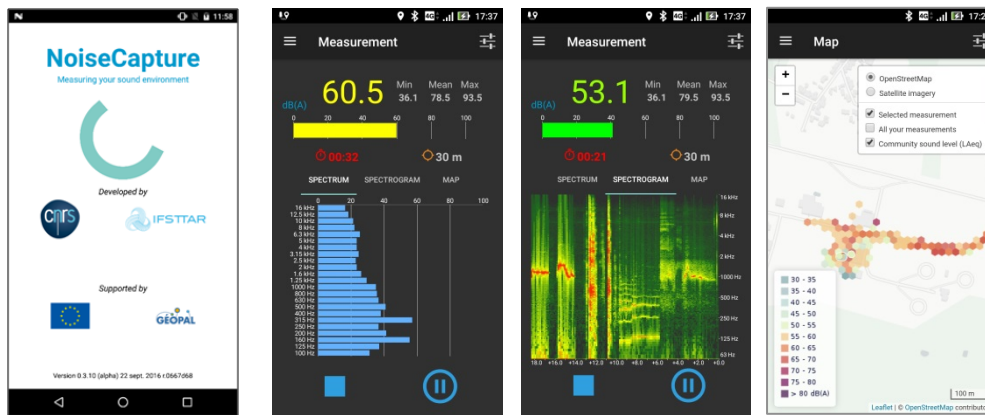 11:58
NoiseCapture
Measuring your sound environment
Developed by
cnrs
IFSTTAR
Supported by
GÉOPAL
Version 0.3.10 (alpha) 22 sept. 2016 r.0667d68
4G 17:37
Measurement
dB(A) 60.5
Min Mean Max
36.1 78.5 93.5
0 20 40 60 80 100
00:32 30 m
SPECTRUM SPECTROGRAM MAP
0 20 40 60 80 100
16 kHz
12.5 kHz
10 kHz
8 kHz
6.3 kHz
5 kHz
4 kHz
3.15 kHz
2.5 kHz
2 kHz
1.6 kHz
1.25 kHz
1000 Hz
800 Hz
630 Hz
500 Hz
400 Hz
315 Hz
250 Hz
200 Hz
160 Hz
125 Hz
100 Hz
4G 17:37
Measurement
dB(A) 53.1
Min Mean Max
36.1 79.5 93.5
0 20 40 60 80 100
00:21 30 m
SPECTRUM SPECTROGRAM MAP
16 kHz
8 kHz
4 kHz
2 kHz
1000 Hz
500 Hz
250 Hz
125 Hz
63 Hz
18.0 +16.0 +14.0 +12.0 +10.0 +8.0 +6.0 +4.0 +2.0 +0.0
4G 17:2
Map
+
−
OpenStreetMap
Satellite imagery
Selected measurement
All your measurements
Community sound level (LAeq)
30 - 35
35 - 40
40 - 45
45 - 50
50 - 55
55 - 60
60 - 65
65 - 70
70 - 75
75 - 80
> 80 dB(A)
100 m
Leaflet | © OpenStreetMap contributo